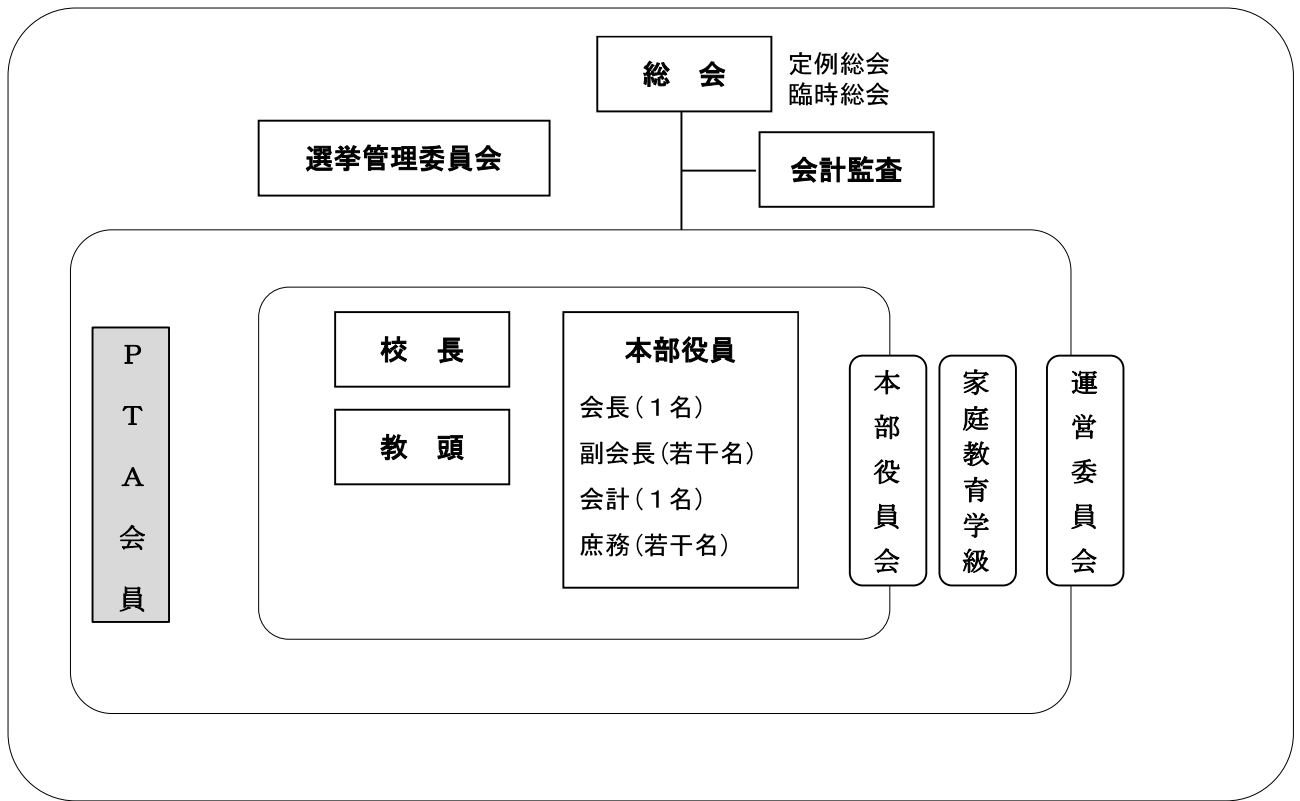 総　会
定例総会
臨時総会
選挙管理委員会
会計監査
ＰＴＡ会員
校　長
教　頭
本部役員
会長（１名）
副会長（若干名）
会計（１名）
庶務（若干名）
本部役員会
家庭教育学級
運営委員会